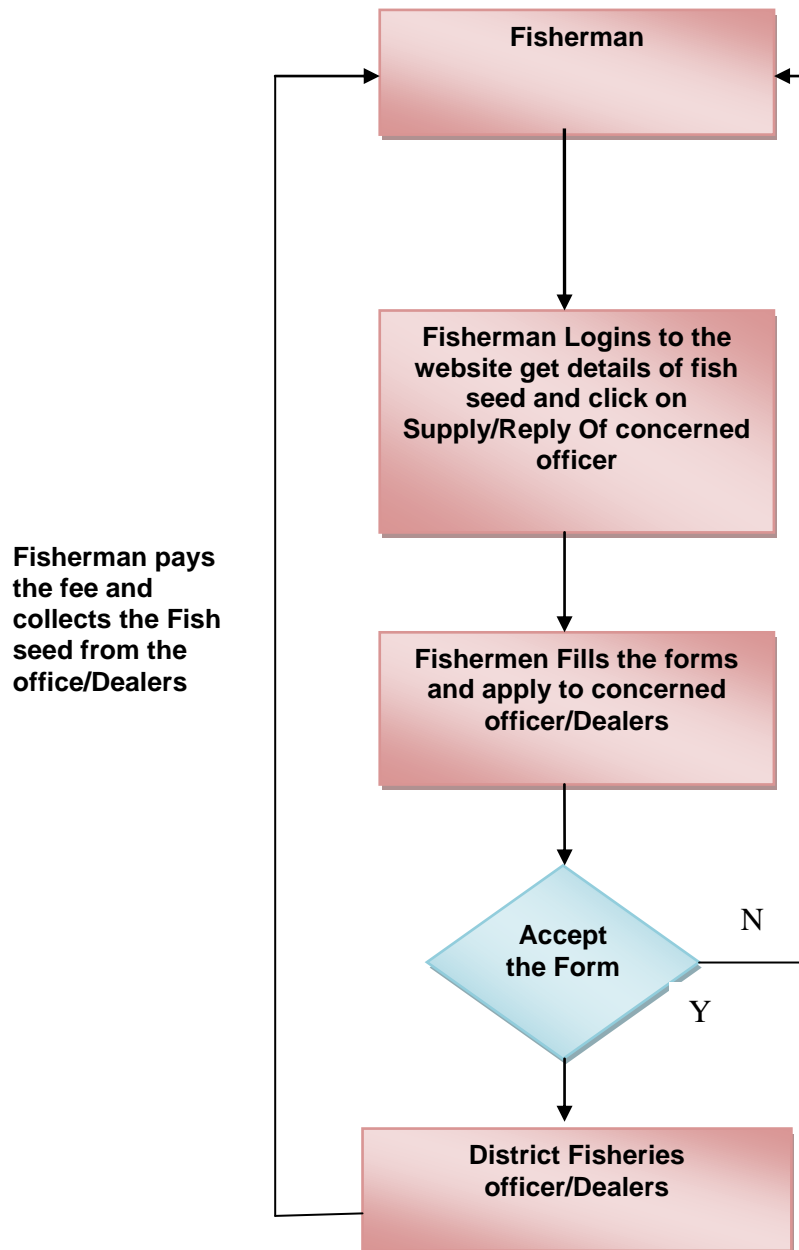 Fisherman
Fisherman Logins to the
website get details of fish
seed and click on
Supply/Reply Of concerned
officer
Fisherman pays
the fee and
collects the Fish
seed from the
office/Dealers
Fishermen Fills the forms
and apply to concerned
officer/Dealers
Accept
the Form
N
Y
District Fisheries
officer/Dealers